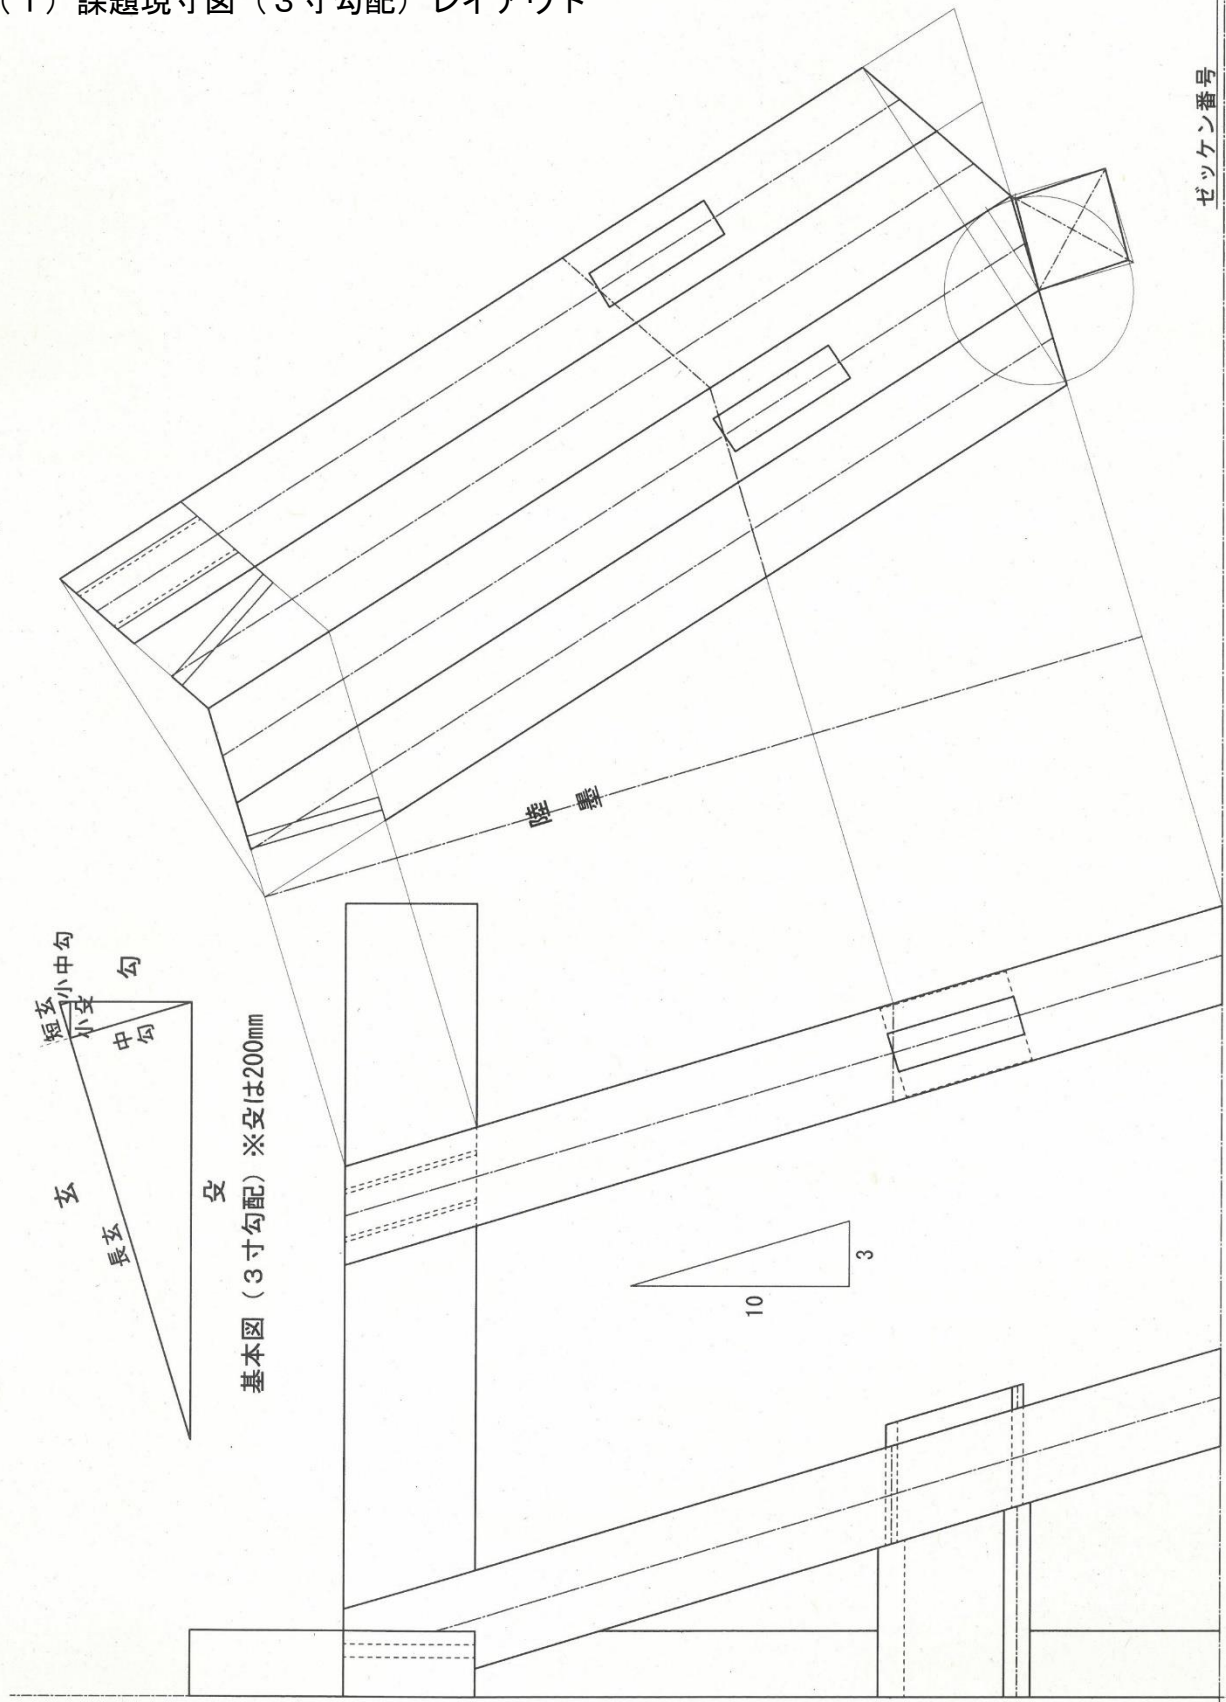 (1) 課題現寸図（3寸勾配）レイアウト
ゼッケン番号
陸墨
短玄
小中勾
小殳
勾
中勾
玄
長玄
殳
基本図（3寸勾配）※殳は200mm
10
3